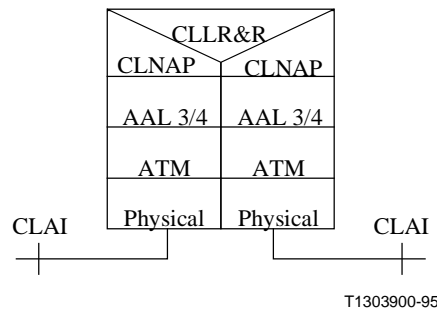 CLLR&R
CLNAP CLNAP
AAL 3/4 AAL 3/4
ATM ATM
Physical Physical
CLAI CLAI
T1303900-95